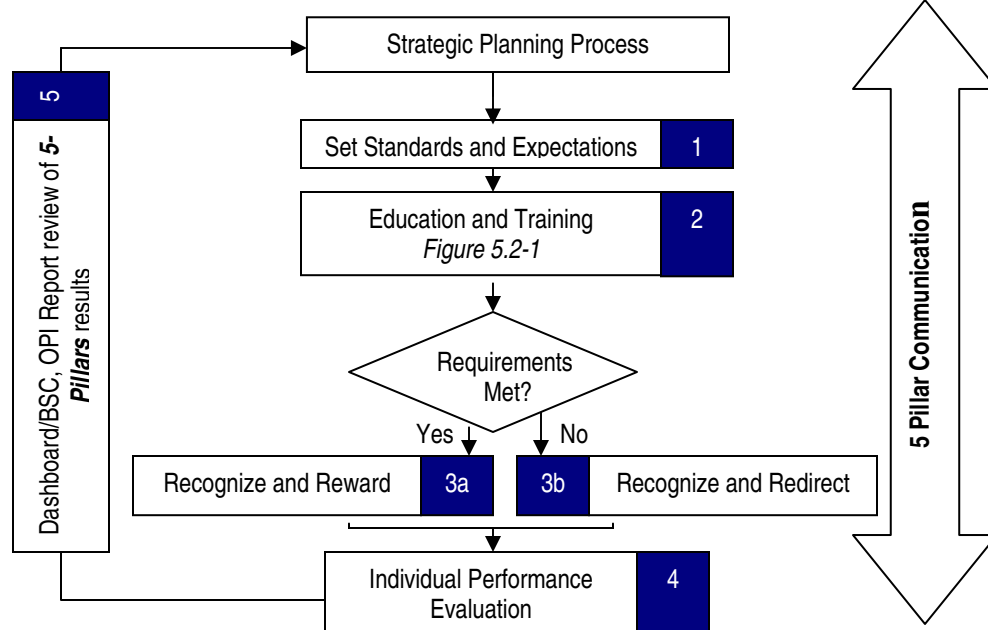 Strategic Planning Process
Set Standards and Expectations
1
Education and Training
Figure 5.2-1
2
Requirements
Met?
Yes
No
Recognize and Reward
3a
3b
Recognize and Redirect
Individual Performance
Evaluation
4
5
Dashboard/BSC, OPI Report review of 5-
Pillars results
5 Pillar Communication